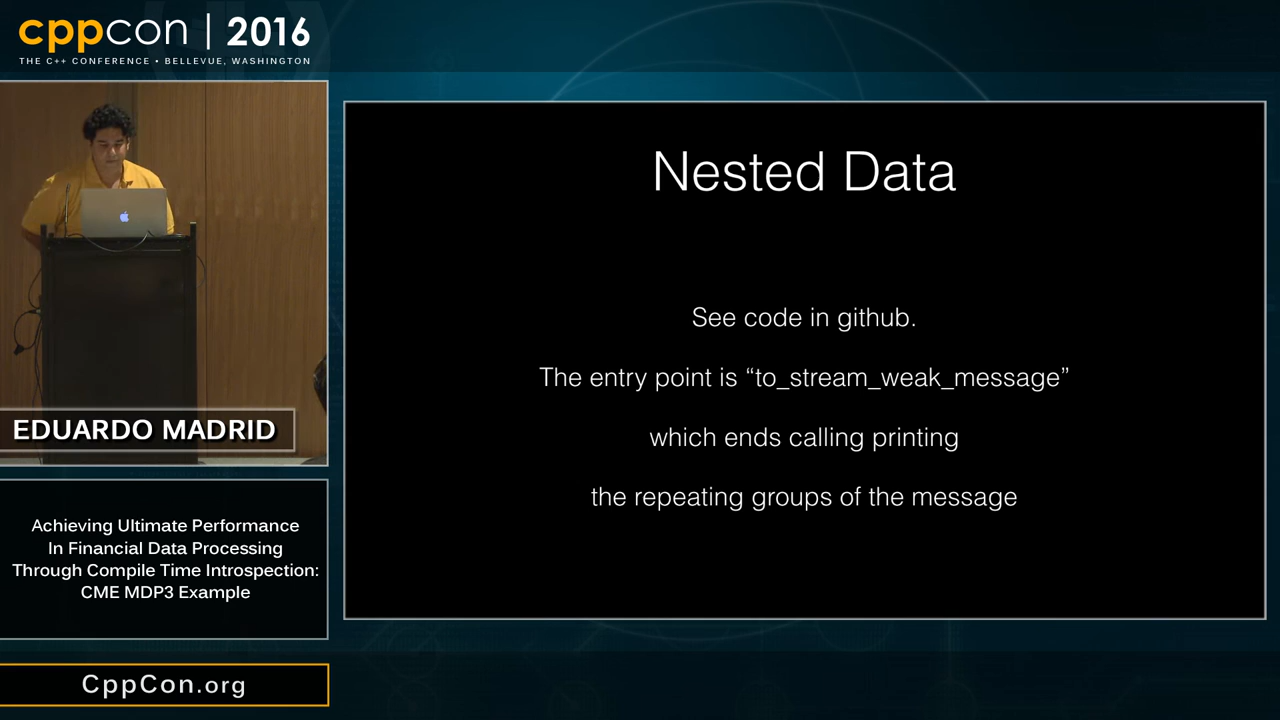 cppcon | 2016
THE C++ CONFERENCE • BELLEVUE, WASHINGTON
Nested Data
See code in github.
The entry point is “to_stream_weak_message”
which ends calling printing
the repeating groups of the message
EDUARDO MADRID
Achieving Ultimate Performance
In Financial Data Processing
Through Compile Time Introspection:
CME MDP3 Example
CppCon.org